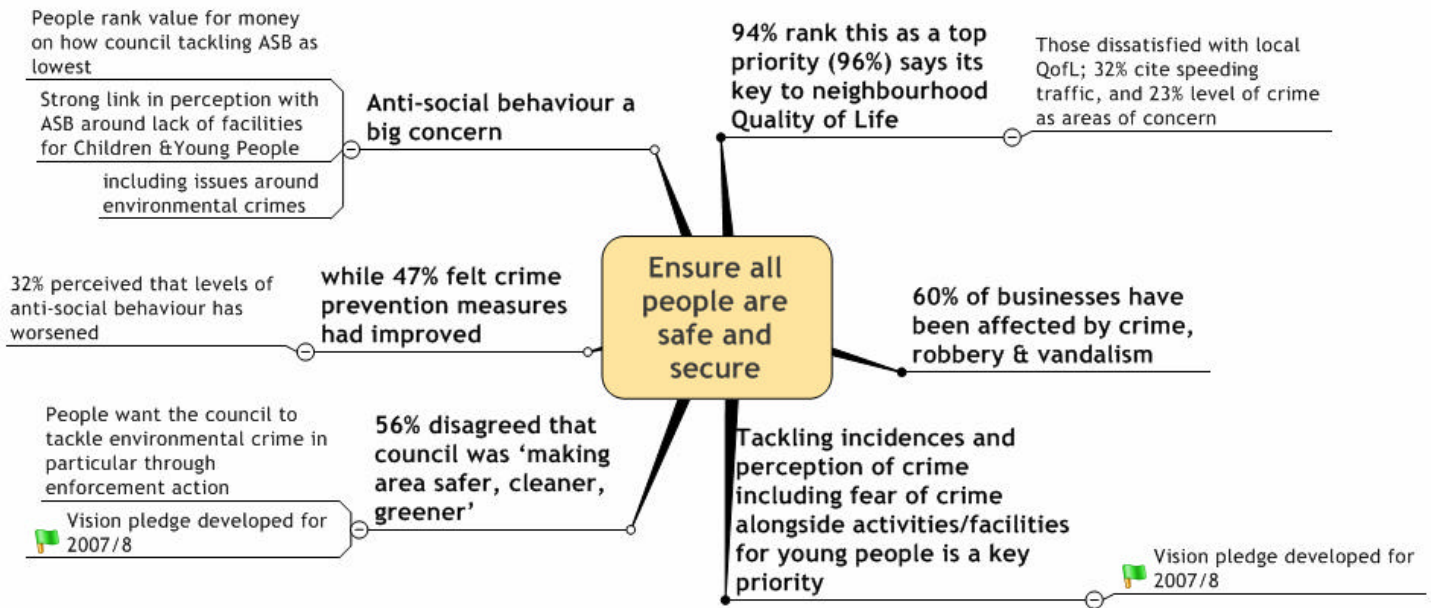 People rank value for money
on how council tackling ASB as
lowest
Strong link in perception with
ASB around lack of facilities
for Children &Young People
including issues around
environmental crimes
Anti-social behaviour a
big concern
94% rank this as a top
priority (96%) says its
key to neighbourhood
Quality of Life
Those dissatisfied with local
QofL; 32% cite speeding
traffic, and 23% level of crime
as areas of concern
32% perceived that levels of
anti-social behaviour has
worsened
while 47% felt crime
prevention measures
had improved
Ensure all
people are
safe and
secure
60% of businesses have
been affected by crime,
robbery & vandalism
People want the council to
tackle environmental crime in
particular through
enforcement action
Vision pledge developed for
2007/8
56% disagreed that
council was ‘making
area safer, cleaner,
greener’
Tackling incidences and
perception of crime
including fear of crime
alongside activities/facilities
for young people is a key
priority
Vision pledge developed for
2007/8